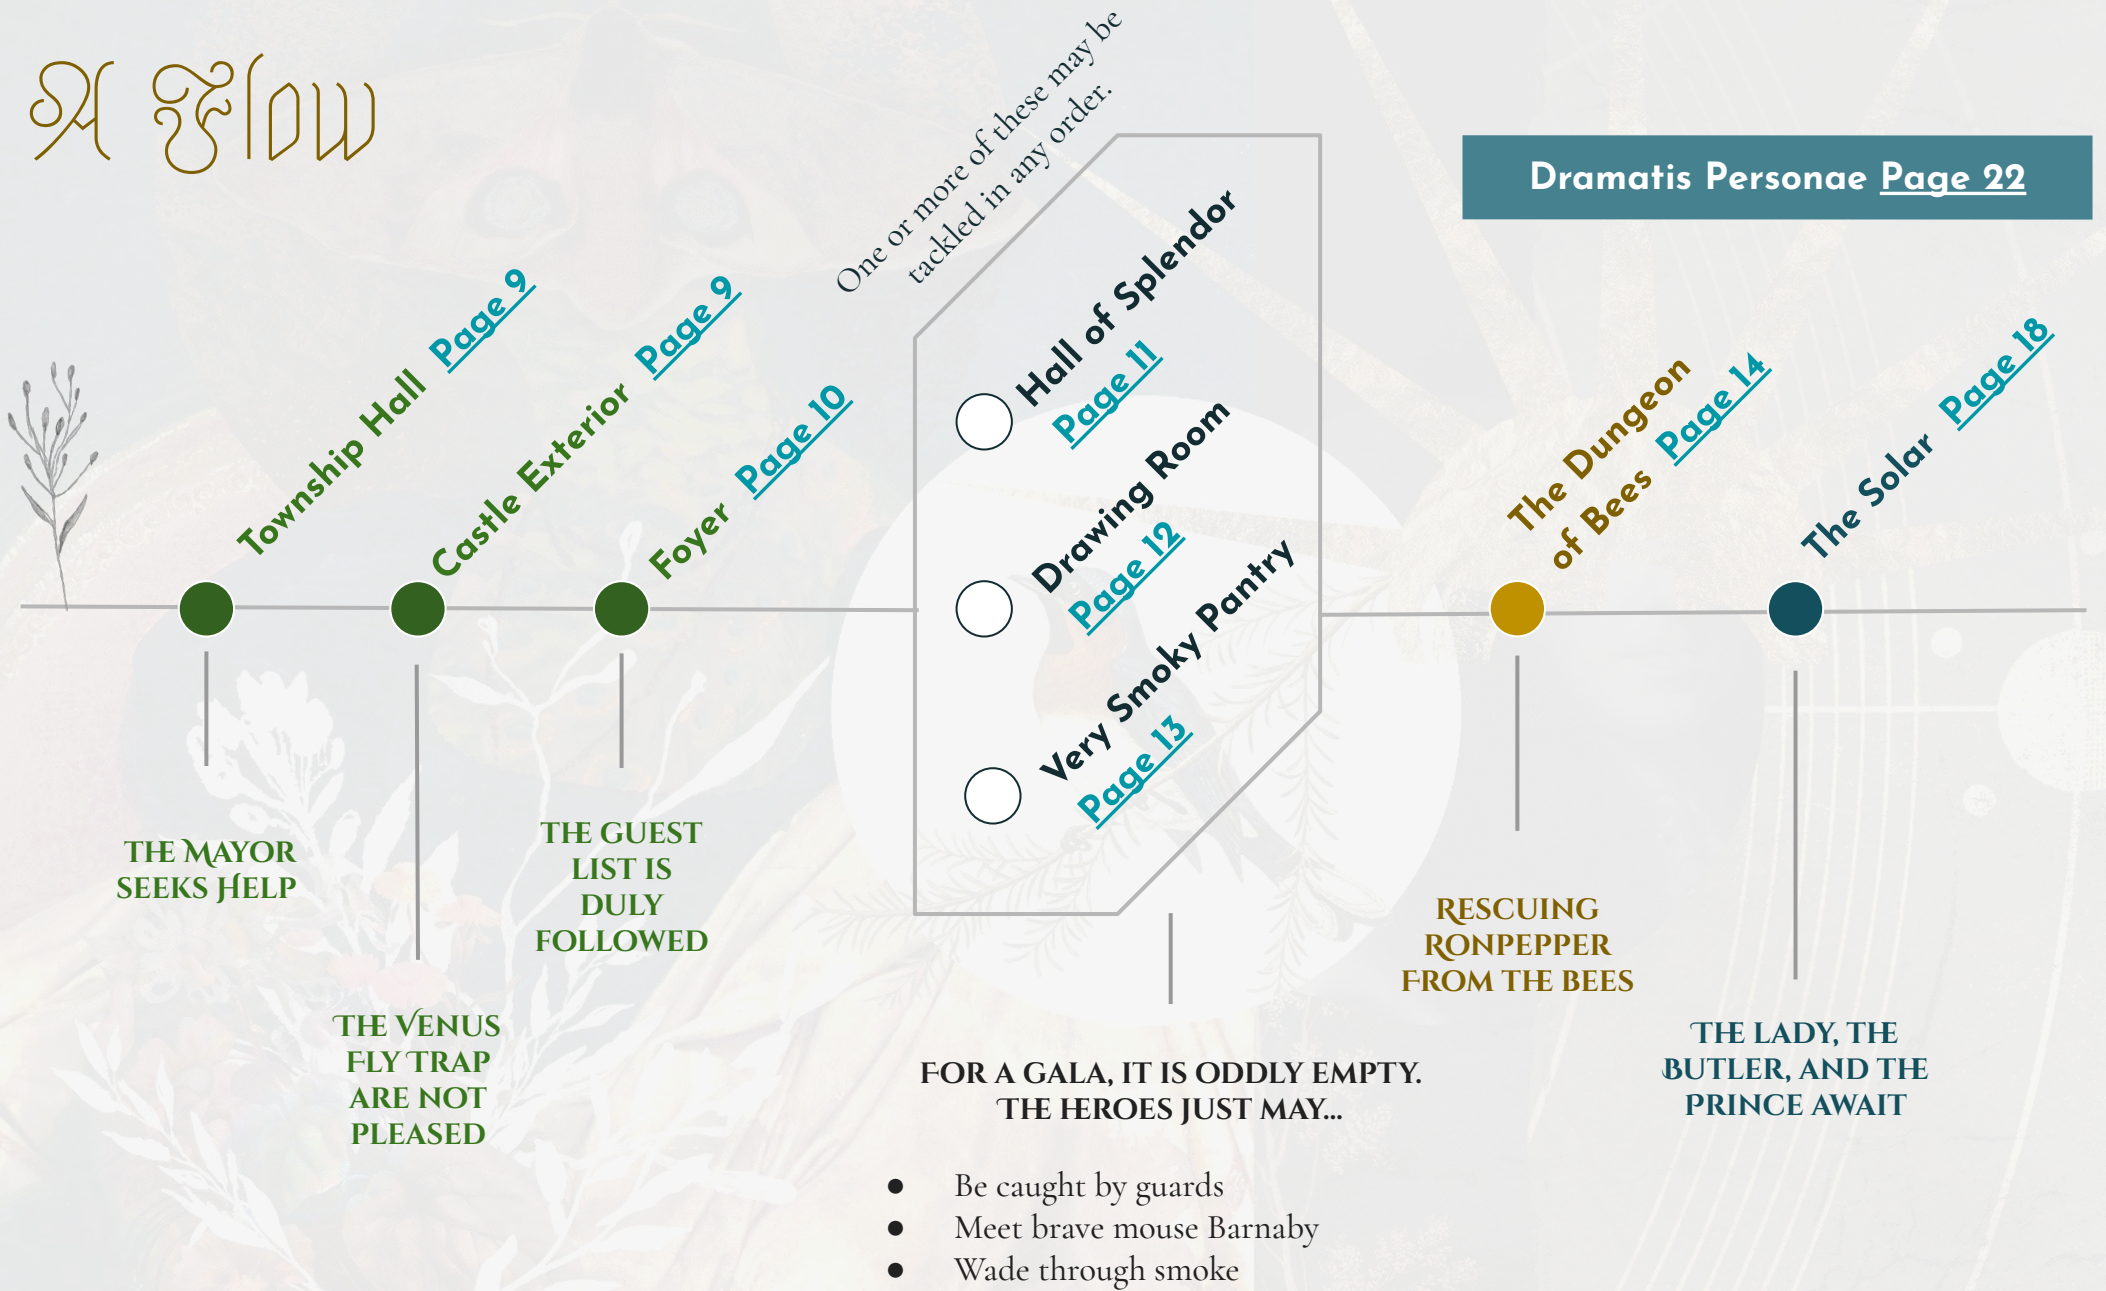 A Flow
One or more of these may be
tackled in any order.
Dramatis Personae Page 22
Township Hall Page 9
Castle Exterior Page 9
Foyer Page 10
Hall of Splendor
Page 11
Drawing Room
Page 12
Very Smoky Pantry
Page 13
The Dungeon
of Bees Page 14
The Solar Page 18
The Mayor
seeks Help
The Venus
Fly Trap
are not
pleased
the guest
list is
duly
followed
For a gala, it is oddly empty.
The heroes just may...
● Be caught by guards
● Meet brave mouse Barnaby
● Wade through smoke
Rescuing
Ronpepper
From the bees
The lady, the
Butler, and the
Prince await